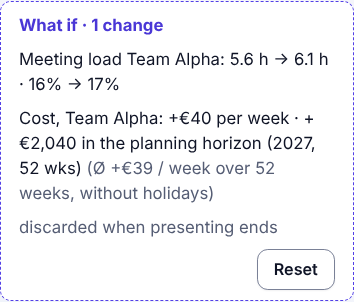 What if · 1 change
Meeting load Team Alpha: 5.6 h → 6.1 h
· 16% → 17%
Cost, Team Alpha: +€40 per week · +
€2,040 in the planning horizon (2027,
52 wks) (Ø +€39 / week over 52
weeks, without holidays)
discarded when presenting ends
Reset